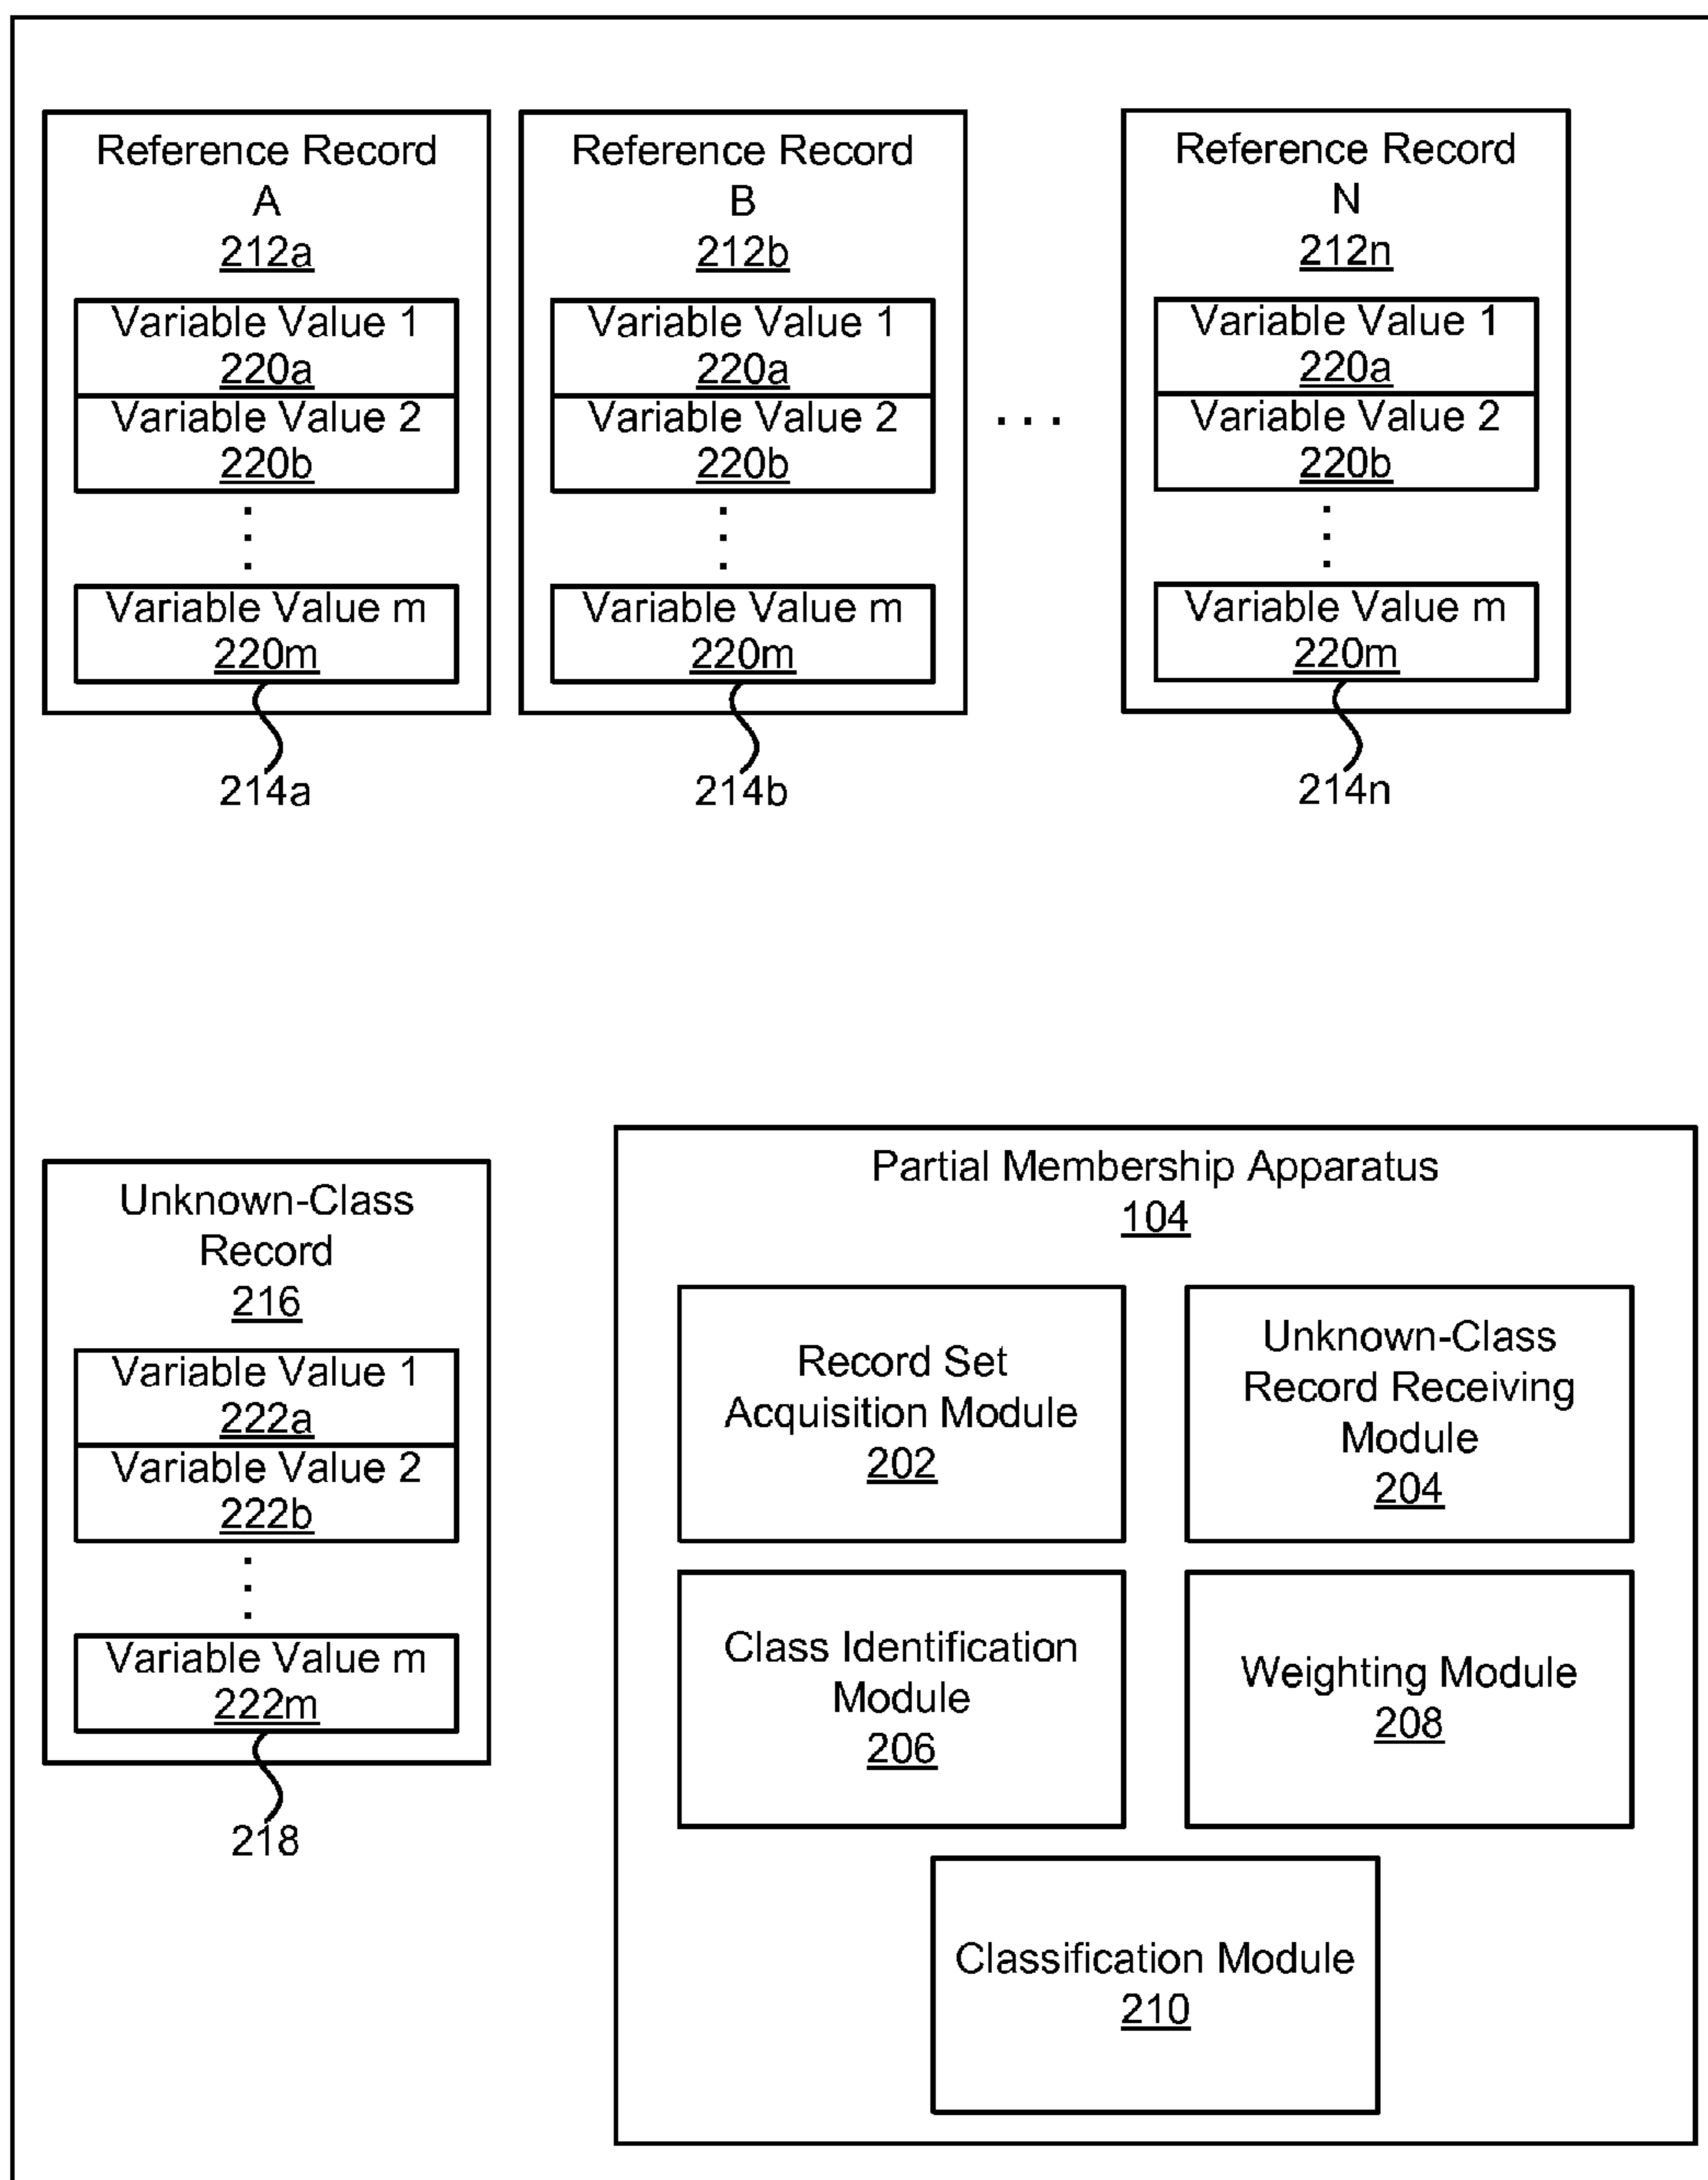 Reference Record
A
212a
Variable Value 1
220a
Variable Value 2
220b
Variable Value m
220m
214a
Reference Record
B
212b
Variable Value 1
220a
Variable Value 2
220b
Variable Value m
220m
214b
. . .
Reference Record
N
212n
Variable Value 1
220a
Variable Value 2
220b
Variable Value m
220m
214n
Unknown-Class
Record
216
Variable Value 1
222a
Variable Value 2
222b
Variable Value m
222m
218
Partial Membership Apparatus
104
Record Set
Acquisition Module
202
Unknown-Class
Record Receiving
Module
204
Class Identification
Module
206
Weighting Module
208
Classification Module
210